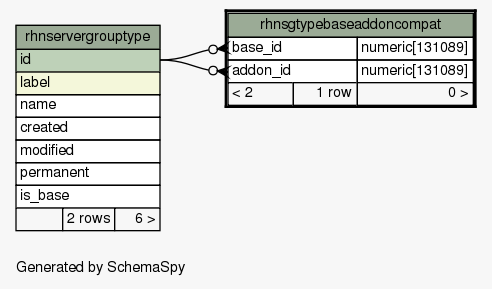 rhnservergrouptype
id
label
name
created
modified
permanent
is_base
2 rows 6 >
rhnsgtypebaseaddoncompat
base_id numeric[131089]
addon_id numeric[131089]
< 2 1 row 0 >
Generated by SchemaSpy